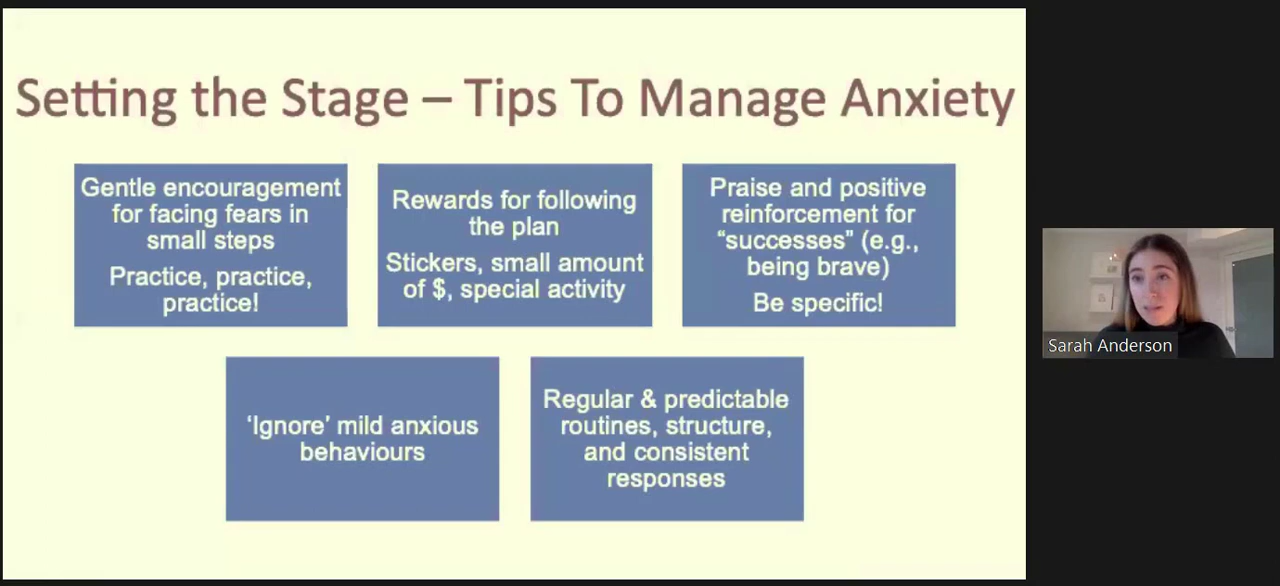 Setting the Stage – Tips To Manage Anxiety
Gentle encouragement
for facing fears in
small steps
Practice, practice,
practice!
Rewards for following
the plan
Stickers, small amount
of $, special activity
Praise and positive
reinforcement for
“successes” (e.g.,
being brave)
Be specific!
‘Ignore’ mild anxious
behaviours
Regular & predictable
routines, structure,
and consistent
responses
Sarah Anderson